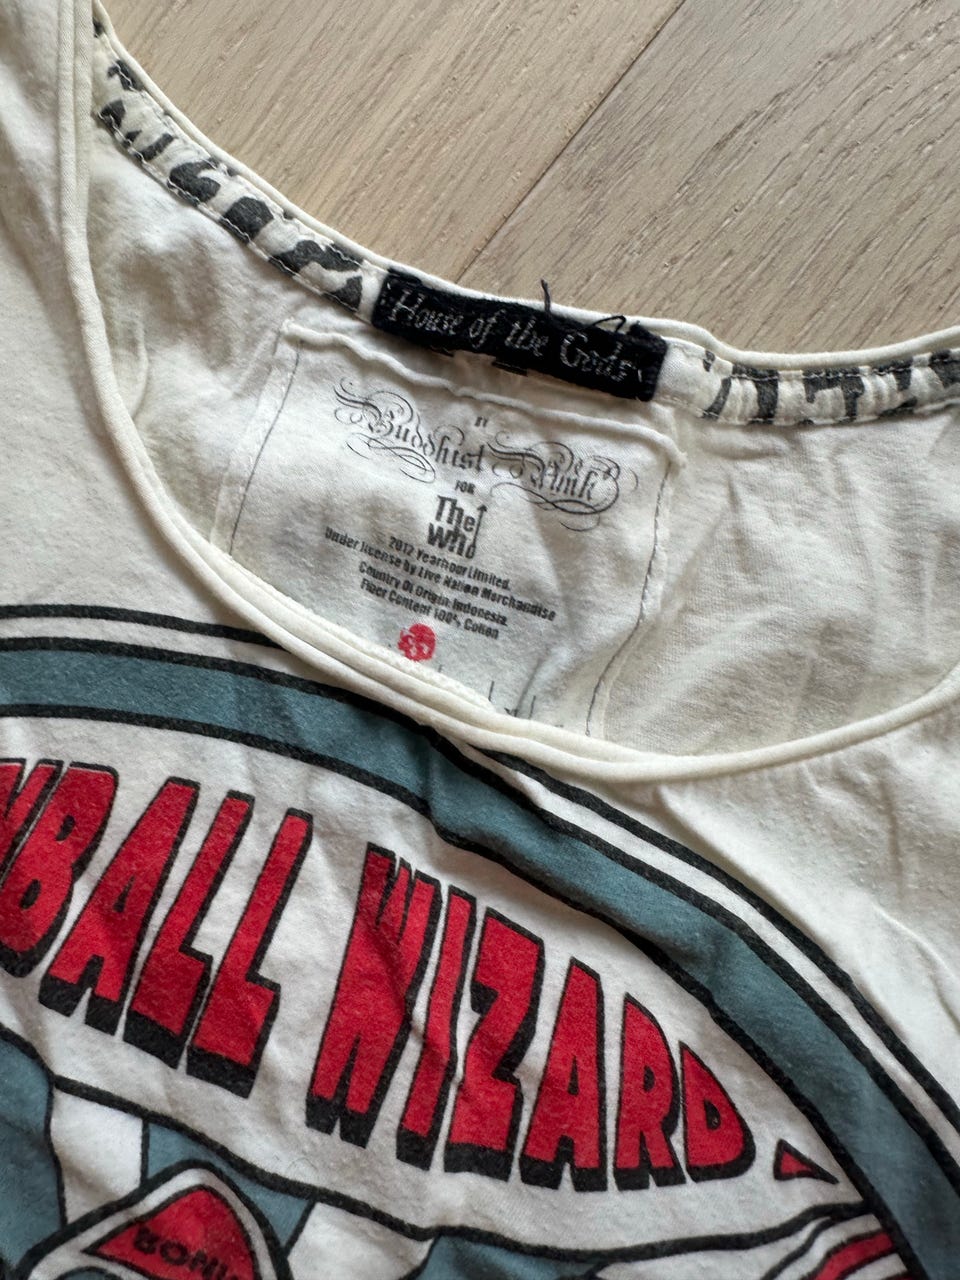 House of the Gods
BY
Buddhist Punk
FOR
The
Who
© 2012 Yearhour Limited.
Under license by Live Nation Merchandise
Country Of Origin: Indonesia.
Fiber Content 100% Cotton
NBALL WIZARD